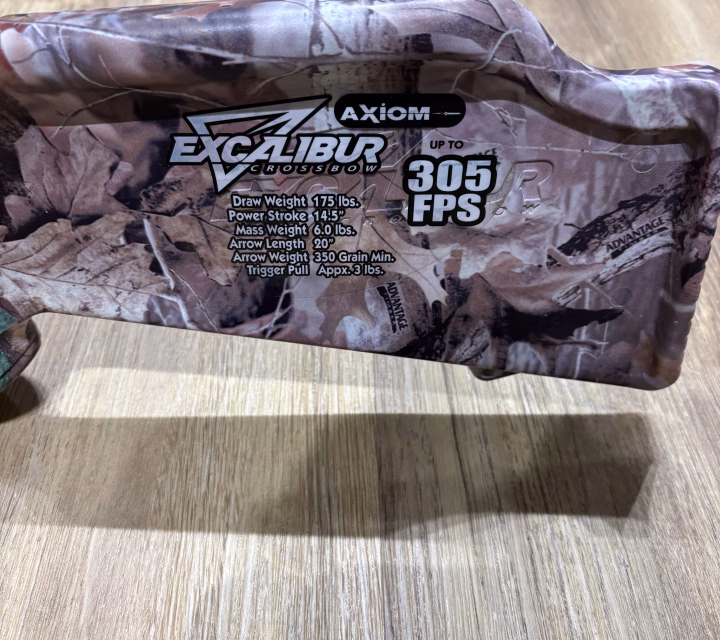 AXIOM
EXCALIBUR
CROSSBOW
UP TO
305
FPS
Draw Weight 175 lbs.
Power Stroke 14.5"
Mass Weight 6.0 lbs.
Arrow Length 20"
Arrow Weight 350 Grain Min.
Trigger Pull Appx. 3 lbs.
ADVANTAGE
ADVANTAGE